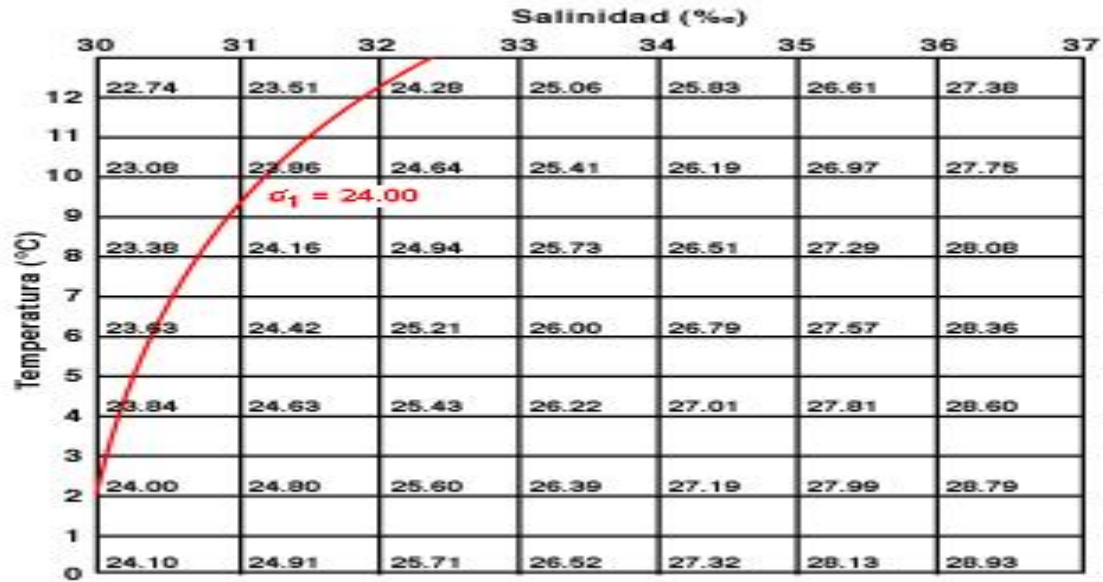 Salinidad (‰)
30 31 32 33 34 35 36 37
22.74 23.51 24.28 25.06 25.83 26.61 27.38
12
11
23.08 23.86 24.64 25.41 26.19 26.97 27.75
10
σ1 = 24.00
9
23.38 24.16 24.94 25.73 26.51 27.29 28.08
8
7
23.63 24.42 25.21 26.00 26.79 27.57 28.36
6
5
23.84 24.63 25.43 26.22 27.01 27.81 28.60
4
3
24.00 24.80 25.60 26.39 27.19 27.99 28.79
2
1
24.10 24.91 25.71 26.52 27.32 28.13 28.93
0
Temperatura (°C)